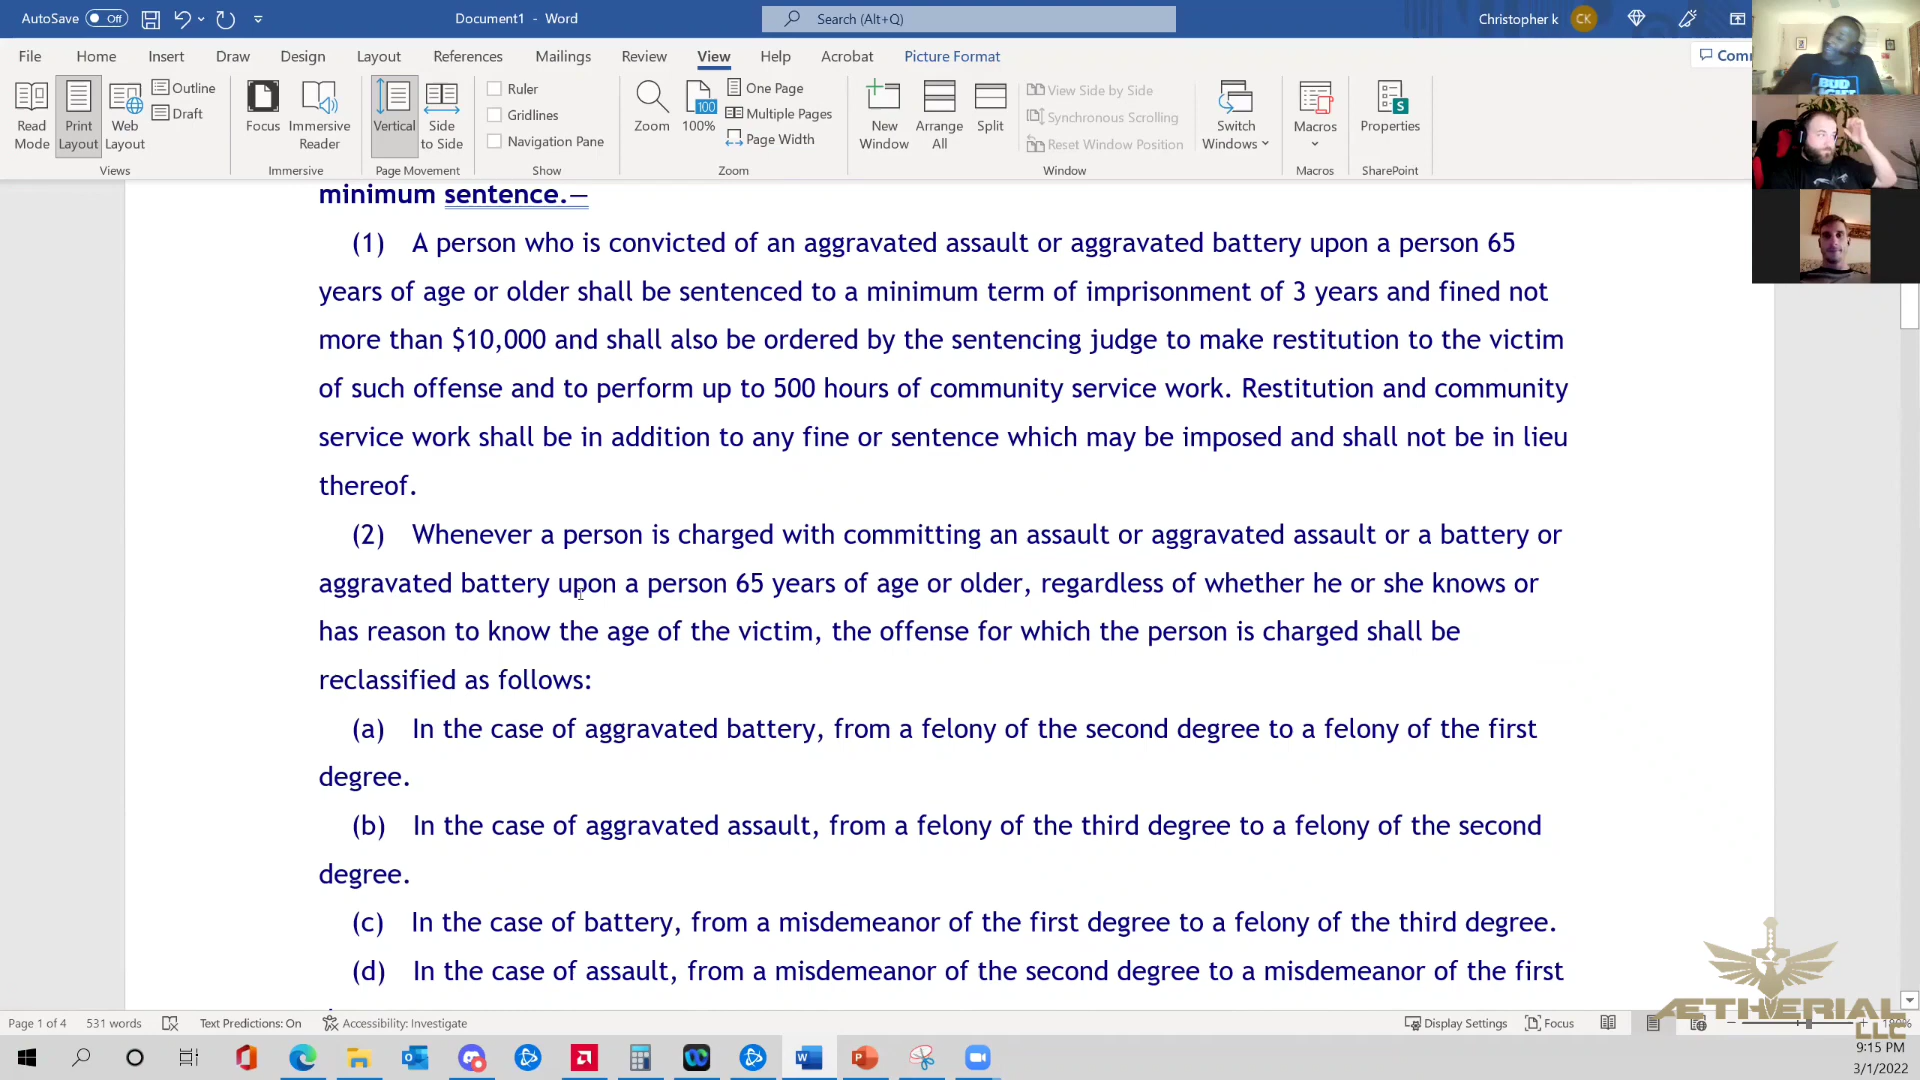 AutoSave Off Document1 - Word Search (Alt+Q) Christopher k CK
File Home Insert Draw Design Layout References Mailings Review View Help Acrobat Picture Format
Read Mode Print Layout Web Layout Outline Draft Views
Focus Immersive Reader Immersive
Vertical Side to Side Page Movement
Ruler Gridlines Navigation Pane Show
Zoom 100 100% One Page Multiple Pages Page Width Zoom
New Window Arrange All Split View Side by Side Synchronous Scrolling Reset Window Position Switch Windows Window
Macros Macros
Properties SharePoint
minimum sentence.—
(1) A person who is convicted of an aggravated assault or aggravated battery upon a person 65
years of age or older shall be sentenced to a minimum term of imprisonment of 3 years and fined not
more than $10,000 and shall also be ordered by the sentencing judge to make restitution to the victim
of such offense and to perform up to 500 hours of community service work. Restitution and community
service work shall be in addition to any fine or sentence which may be imposed and shall not be in lieu
thereof.
(2) Whenever a person is charged with committing an assault or aggravated assault or a battery or
aggravated battery upon a person 65 years of age or older, regardless of whether he or she knows or
has reason to know the age of the victim, the offense for which the person is charged shall be
reclassified as follows:
(a) In the case of aggravated battery, from a felony of the second degree to a felony of the first
degree.
(b) In the case of aggravated assault, from a felony of the third degree to a felony of the second
degree.
(c) In the case of battery, from a misdemeanor of the first degree to a felony of the third degree.
(d) In the case of assault, from a misdemeanor of the second degree to a misdemeanor of the first
ÆTHERIAL
LLC
Page 1 of 4 531 words Text Predictions: On Accessibility: Investigate Display Settings Focus
9:15 PM
3/1/2022